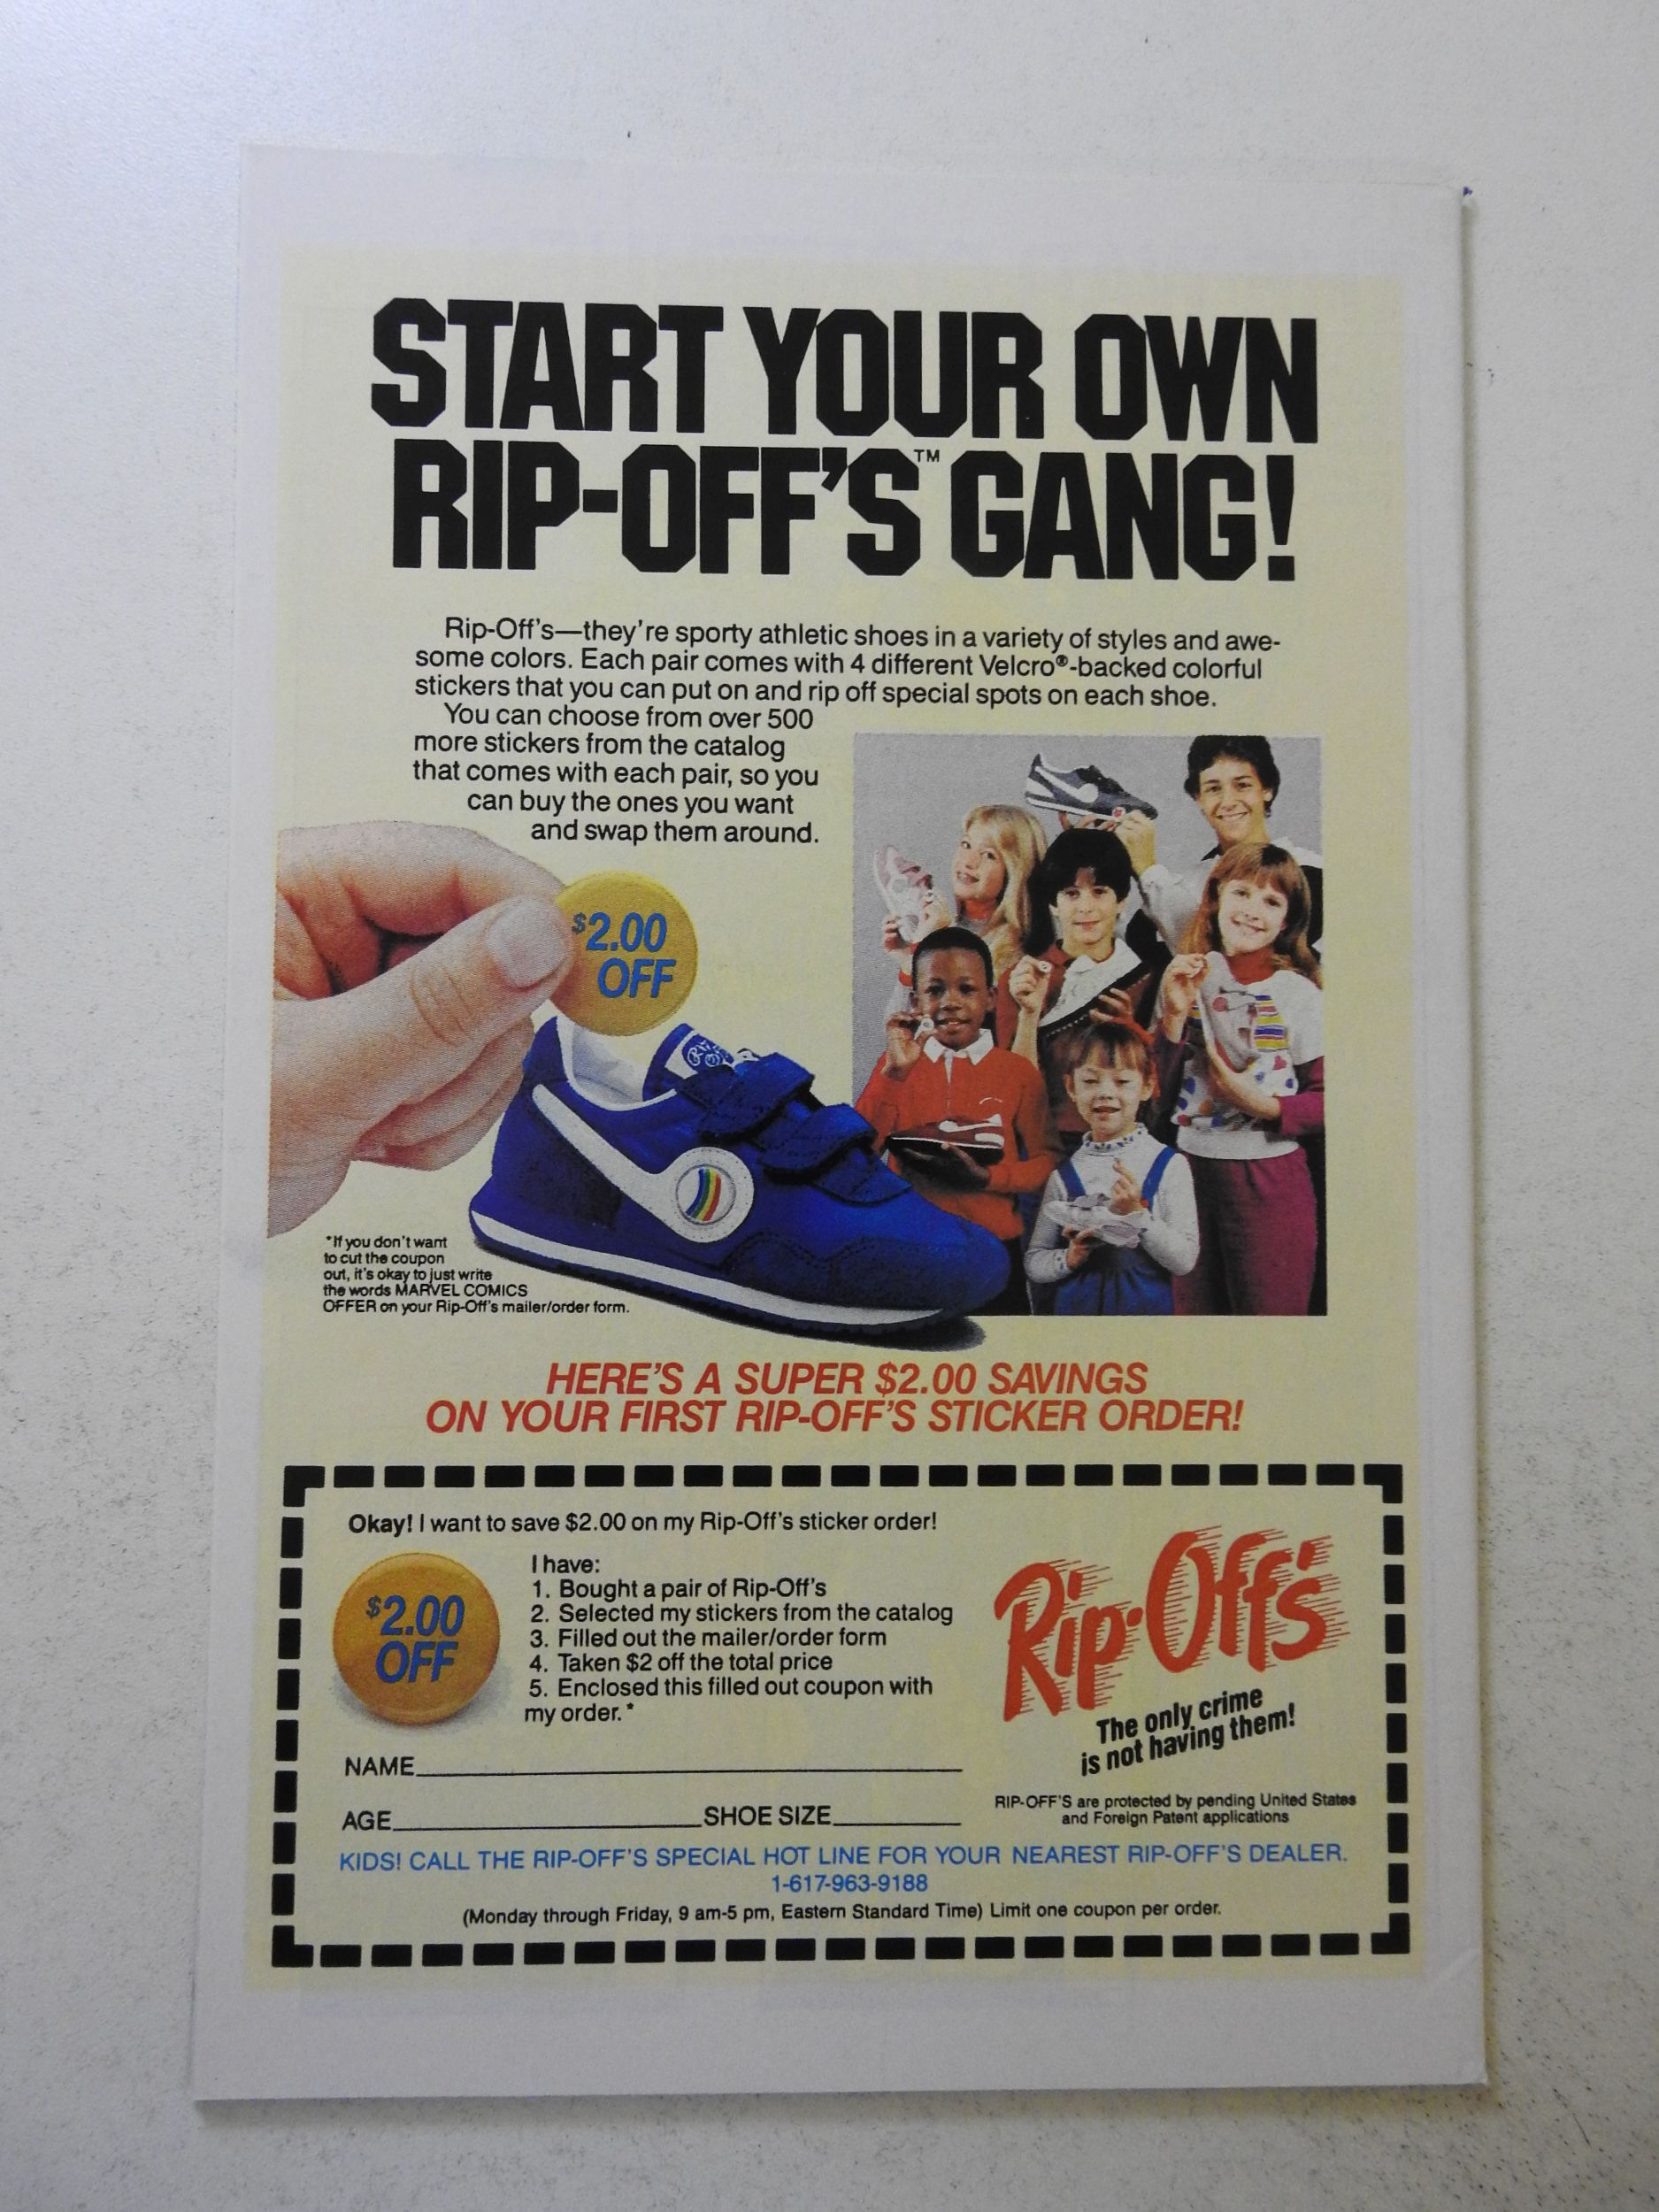 START YOUR OWN
RIP-OFF'S™ GANG!
Rip-Off's—they're sporty athletic shoes in a variety of styles and awe-
some colors. Each pair comes with 4 different Velcro®-backed colorful
stickers that you can put on and rip off special spots on each shoe.
You can choose from over 500
more stickers from the catalog
that comes with each pair, so you
can buy the ones you want
and swap them around.
$2.00
OFF
*If you don't want
to cut the coupon
out, it's okay to just write
the words MARVEL COMICS
OFFER on your Rip-Off's mailer/order form.
HERE'S A SUPER $2.00 SAVINGS
ON YOUR FIRST RIP-OFF'S STICKER ORDER!
Okay! I want to save $2.00 on my Rip-Off's sticker order!
$2.00
OFF
I have:
1. Bought a pair of Rip-Off's
2. Selected my stickers from the catalog
3. Filled out the mailer/order form
4. Taken $2 off the total price
5. Enclosed this filled out coupon with
my order.*
Rip-Off's
The only crime
is not having them!
NAME
AGE SHOE SIZE
RIP-OFF'S are protected by pending United States
and Foreign Patent applications
KIDS! CALL THE RIP-OFF'S SPECIAL HOT LINE FOR YOUR NEAREST RIP-OFF'S DEALER.
1-617-963-9188
(Monday through Friday, 9 am-5 pm, Eastern Standard Time) Limit one coupon per order.